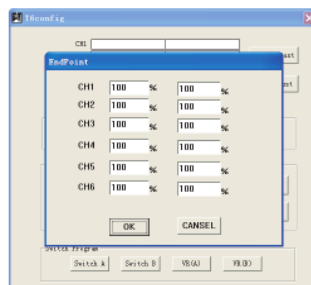 T6config
CH1
EndPoint
CH1 100 % 100 %
CH2 100 % 100 %
CH3 100 % 100 %
CH4 100 % 100 %
CH5 100 % 100 %
CH6 100 % 100 %
OK CANSEL
Switch Program
Switch A Switch B VR(A) VR(B)